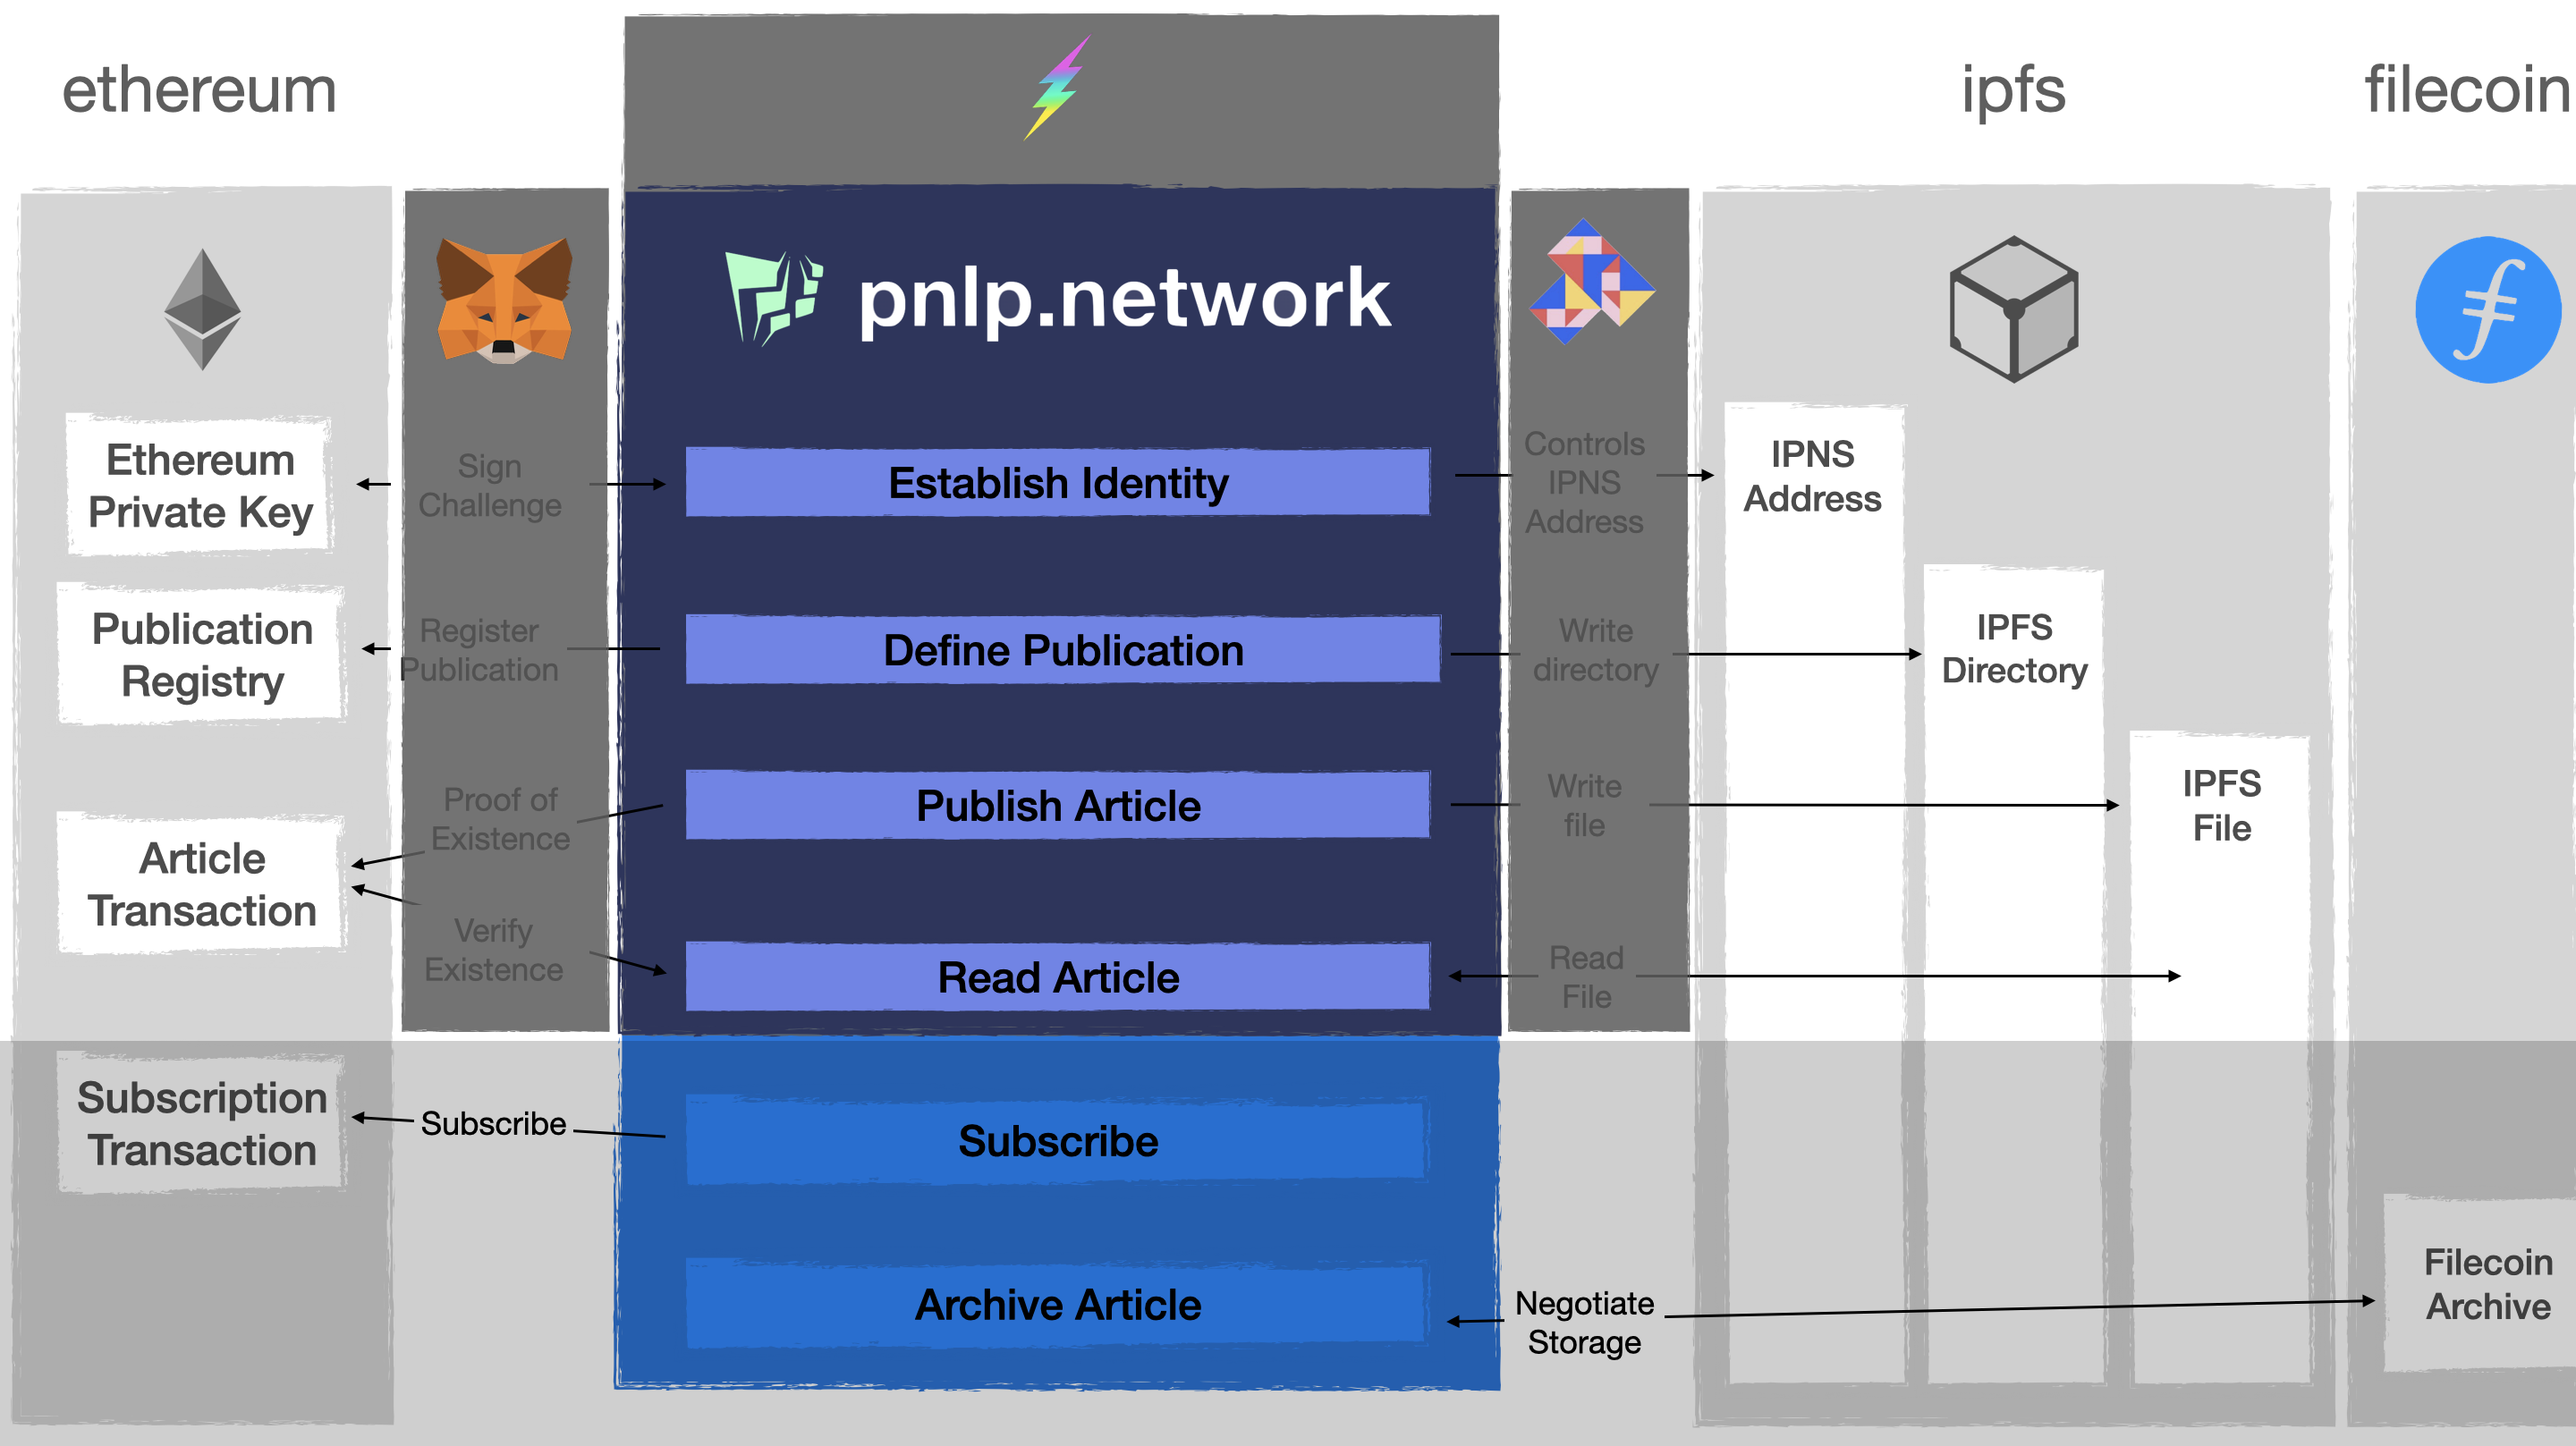 ethereum
ipfs
filecoin
pnlp.network
Ethereum
Private Key
Sign
Challenge
Establish Identity
Controls
IPNS
Address
IPNS
Address
Publication
Registry
Register
Publication
Define Publication
Write
directory
IPFS
Directory
Article
Transaction
Proof of
Existence
Publish Article
Write
file
IPFS
File
Verify
Existence
Read Article
Read
File
Subscription
Transaction
Subscribe
Subscribe
Archive Article
Negotiate
Storage
Filecoin
Archive